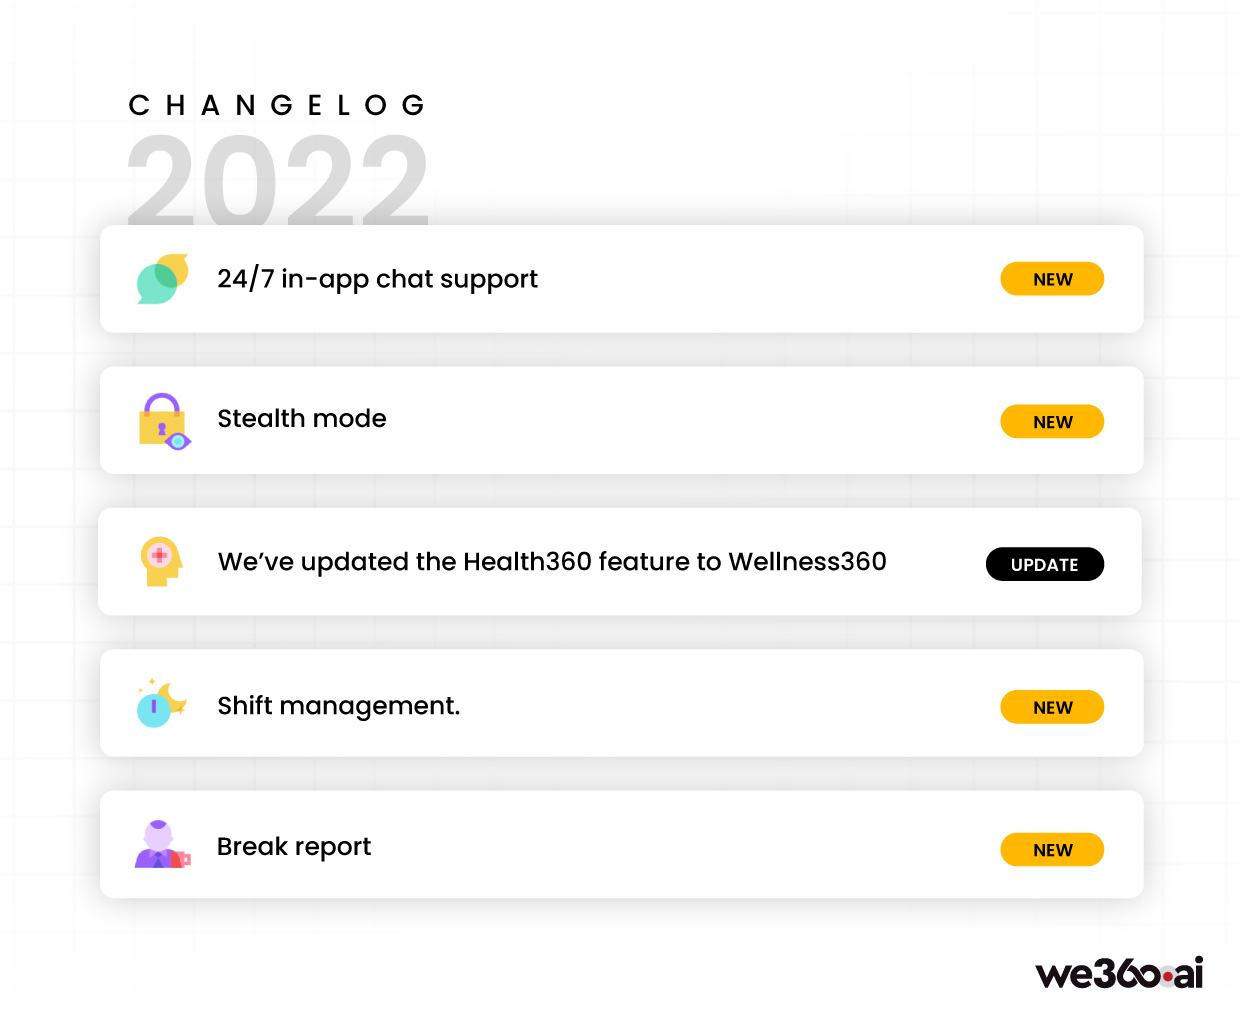 CHANGELOG
2022
24/7 in-app chat support
NEW
Stealth mode
NEW
We’ve updated the Health360 feature to Wellness360
UPDATE
Shift management.
NEW
Break report
NEW
we360.ai